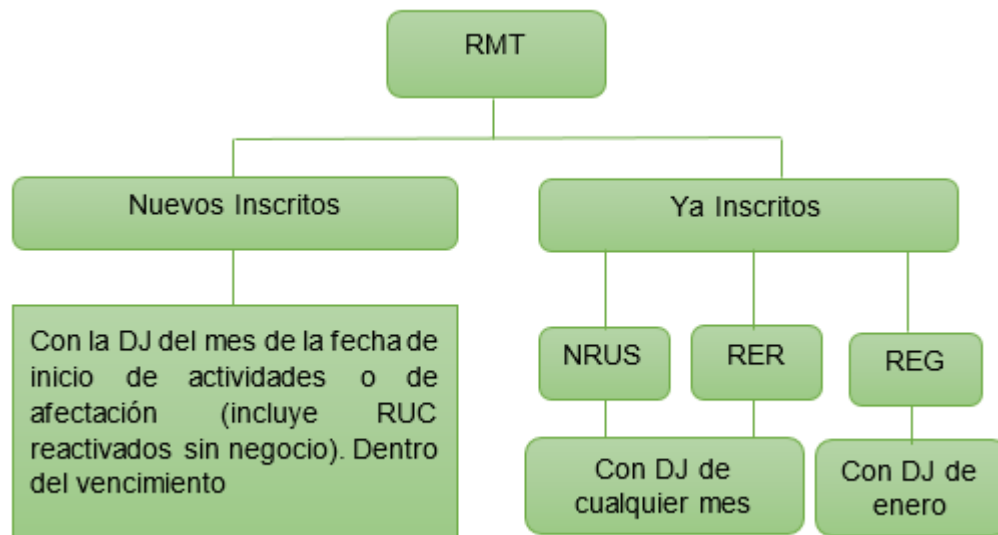 RMT
Nuevos Inscritos
Ya Inscritos
Con la DJ del mes de la fecha de
inicio de actividades o de
afectación (incluye RUC
reactivados sin negocio). Dentro
del vencimiento
NRUS
RER
REG
Con DJ de
cualquier mes
Con DJ de
enero